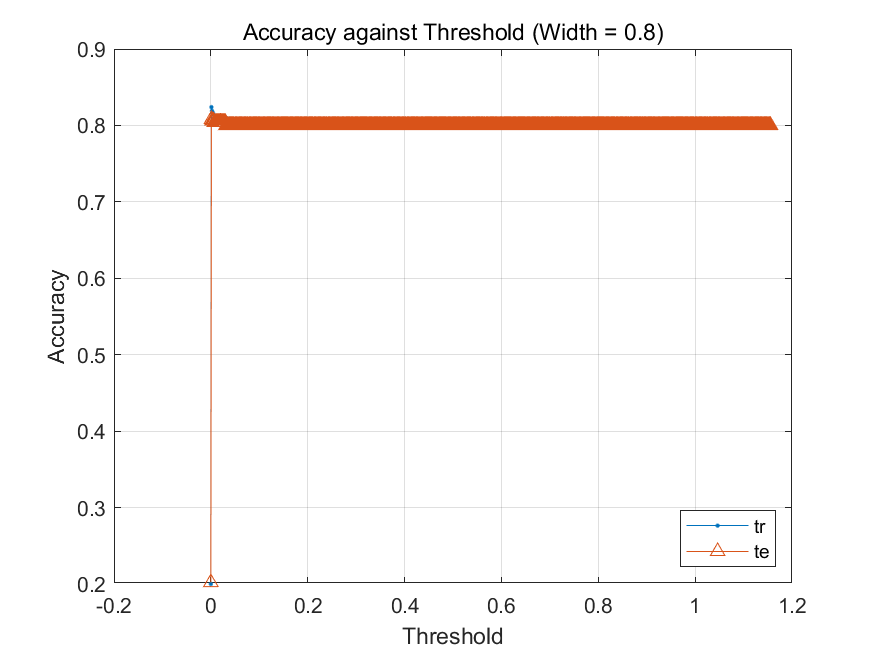 Accuracy against Threshold (Width = 0.8)
0.9
0.8
0.7
0.6
0.5
0.4
0.3
0.2
Accuracy
-0.2 0 0.2 0.4 0.6 0.8 1 1.2
Threshold
tr
te